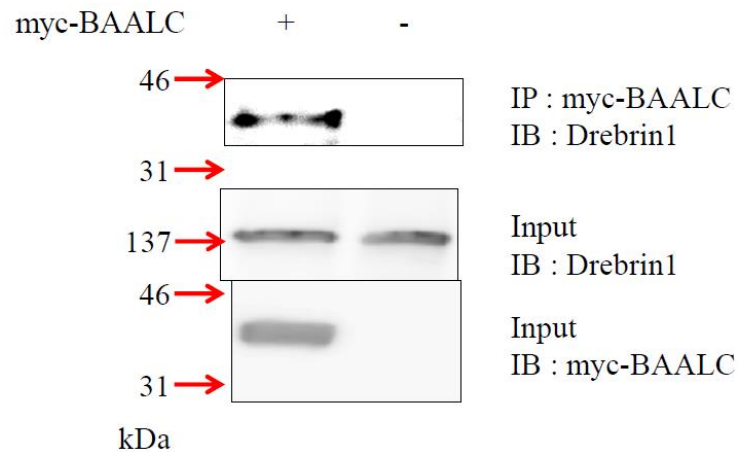 myc-BAALC + -
46
IP : myc-BAALC
IB : Drebrin1
31
137
Input
IB : Drebrin1
46
Input
IB : myc-BAALC
31
kDa